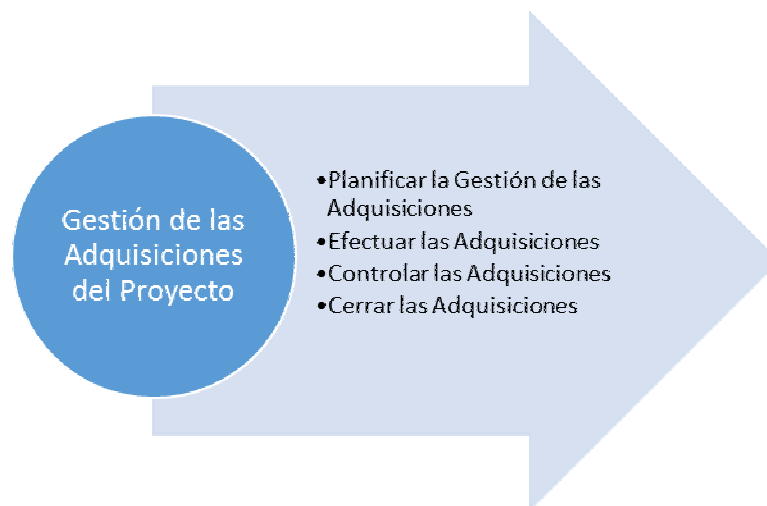 Gestión de las
Adquisiciones
del Proyecto
•Planificar la Gestión de las
Adquisiciones
•Efectuar las Adquisiciones
•Controlar las Adquisiciones
•Cerrar las Adquisiciones